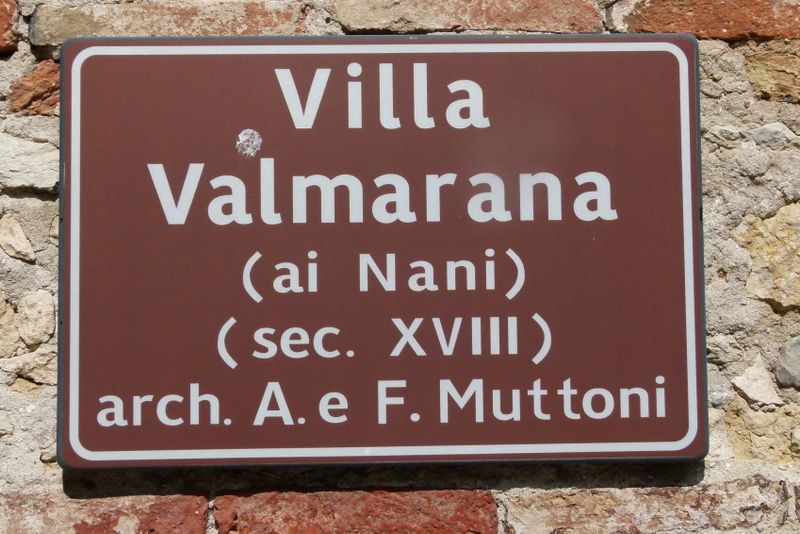 Villa
Valmarana
(ai Nani)
(sec. XVIII)
arch. A. e F. Muttoni